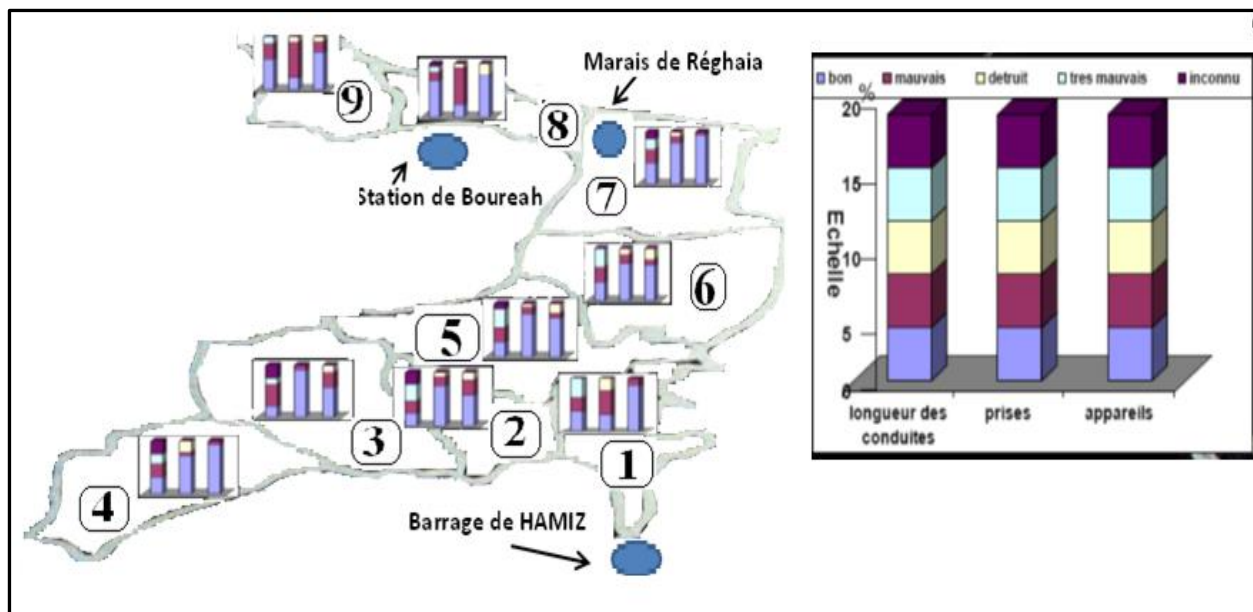 Marais de Réghaia
9
8
Station de Boureah
7
6
5
3
2
1
4
Barrage de HAMIZ
bon mauvais detruit tres mauvais inconnu
%
20
15
10
5
0
Echelle
longueur des conduites
prises
appareils